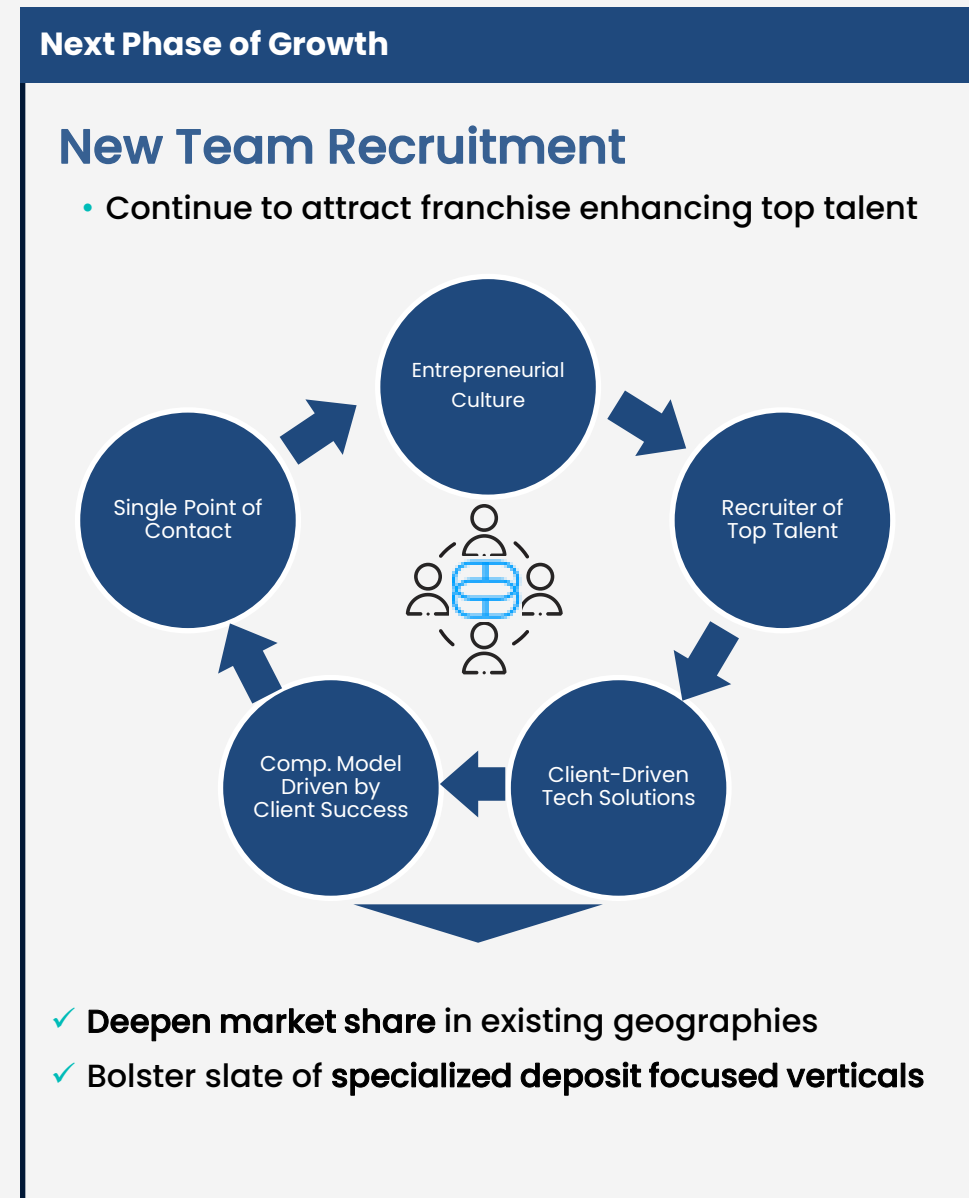 Next Phase of Growth
New Team Recruitment
• Continue to attract franchise enhancing top talent
Entrepreneurial
Culture
Recruiter of
Top Talent
Client-Driven
Tech Solutions
Comp. Model
Driven by
Client Success
Single Point of
Contact
✓ Deepen market share in existing geographies
✓ Bolster slate of specialized deposit focused verticals